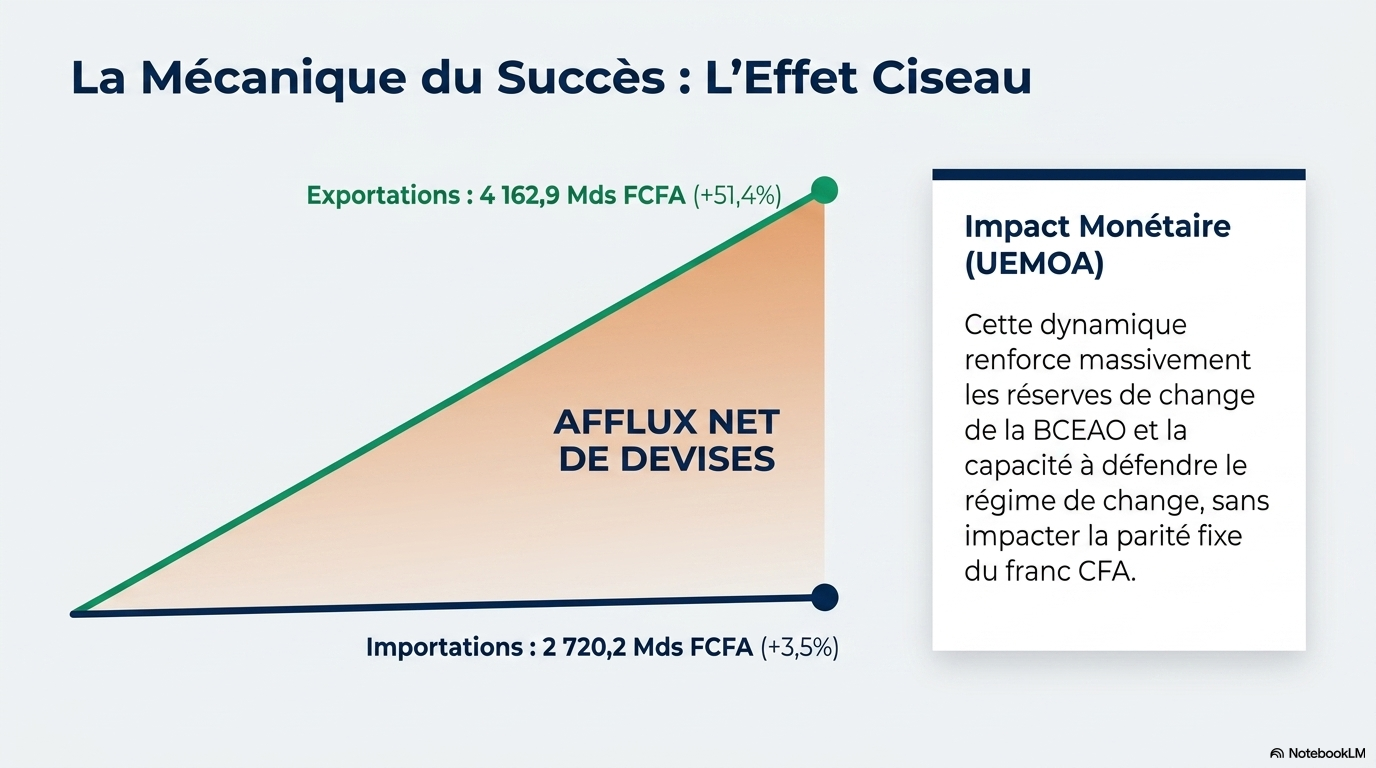 La Mécanique du Succès : L'Effet Ciseau
Exportations : 4 162,9 Mds FCFA (+51,4%)
AFFLUX NET
DE DEVISES
Importations : 2 720,2 Mds FCFA (+3,5%)
Impact Monétaire
(UEMOA)
Cette dynamique
renforce massivement
les réserves de change
de la BCEAO et la
capacité à défendre le
régime de change, sans
impacter la parité fixe
du franc CFA.
NotebookLM